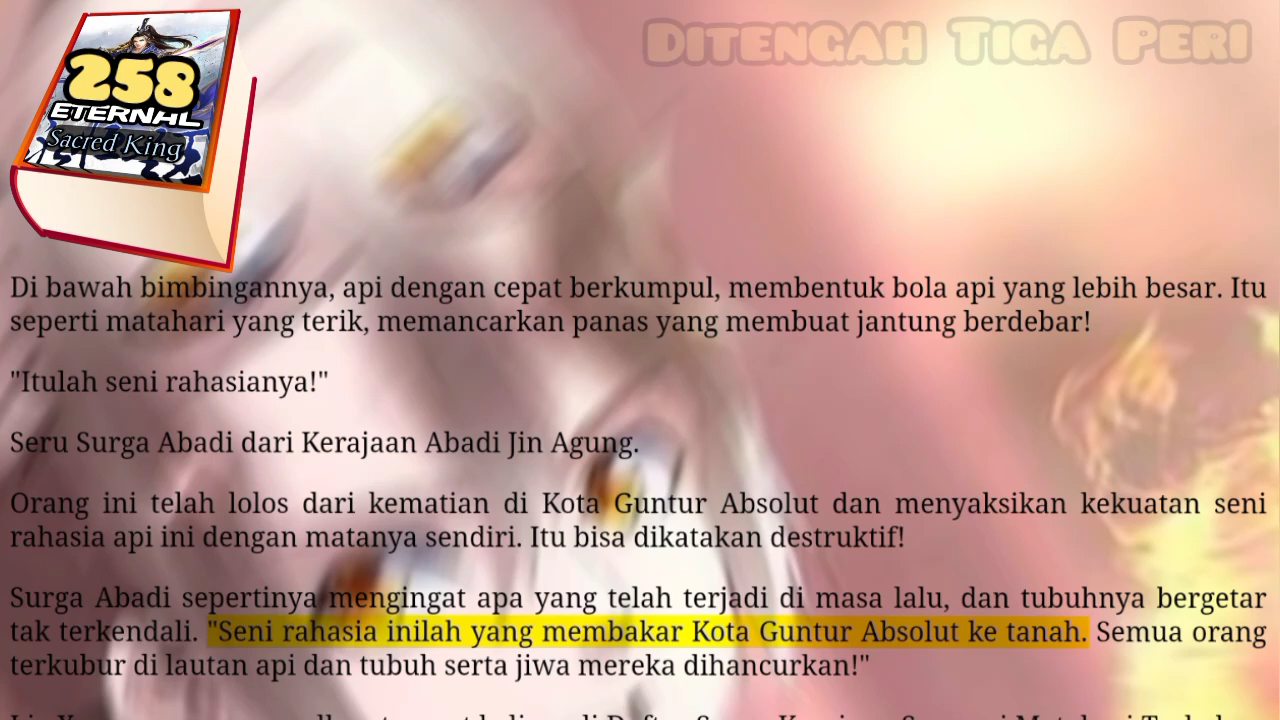 Ditengah Tiga Peri
258
ETERNAL
Sacred King
Di bawah bimbingannya, api dengan cepat berkumpul, membentuk bola api yang lebih besar. Itu
seperti matahari yang terik, memancarkan panas yang membuat jantung berdebar!
"Itulah seni rahasianya!"
Seru Surga Abadi dari Kerajaan Abadi Jin Agung.
Orang ini telah lolos dari kematian di Kota Guntur Absolut dan menyaksikan kekuatan seni
rahasia api ini dengan matanya sendiri. Itu bisa dikatakan destruktif!
Surga Abadi sepertinya mengingat apa yang telah terjadi di masa lalu, dan tubuhnya bergetar
tak terkendali. "Seni rahasia inilah yang membakar Kota Guntur Absolut ke tanah. Semua orang
terkubur di lautan api dan tubuh serta jiwa mereka dihancurkan!"